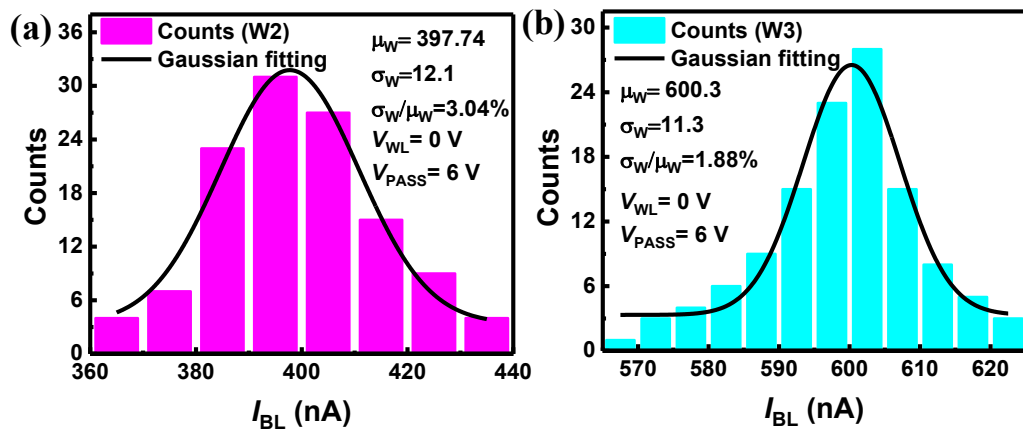 (a)
Counts (W2)
Gaussian fitting
μW= 397.74
σW=12.1
σW/μW=3.04%
VWL= 0 V
VPASS= 6 V
Counts
36
30
24
18
12
6
0
360
380
400
420
440
IBL (nA)
(b)
Counts (W3)
Gaussian fitting
μW= 600.3
σW=11.3
σW/μW=1.88%
VWL= 0 V
VPASS= 6 V
Counts
30
24
18
12
6
0
570
580
590
600
610
620
IBL (nA)